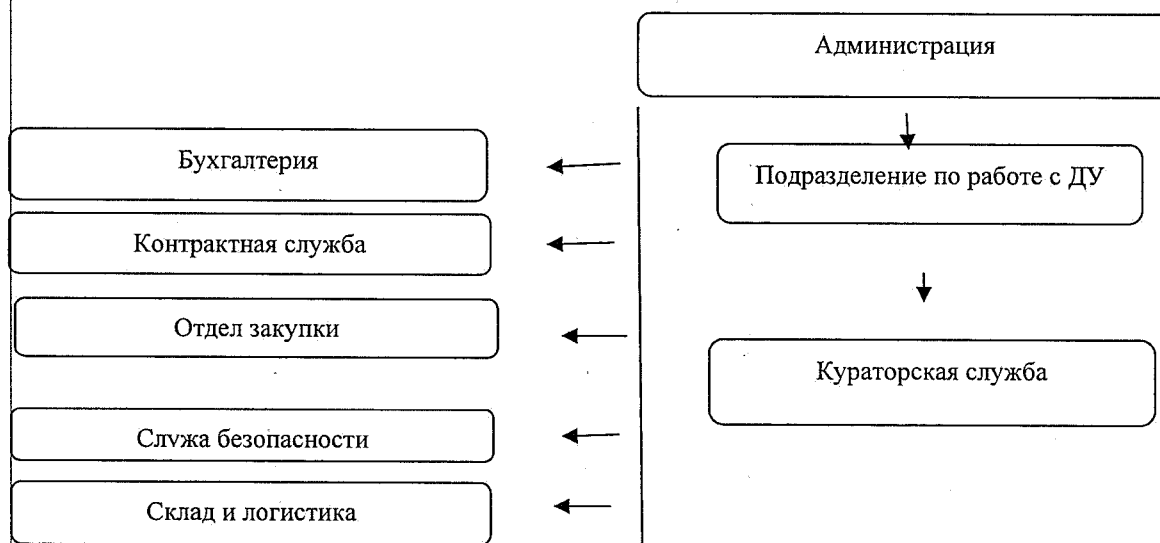 Администрация
Бухгалтерия
Подразделение по работе с ДУ
Контрактная служба
Отдел закупки
Кураторская служба
Служа безопасности
Склад и логистика